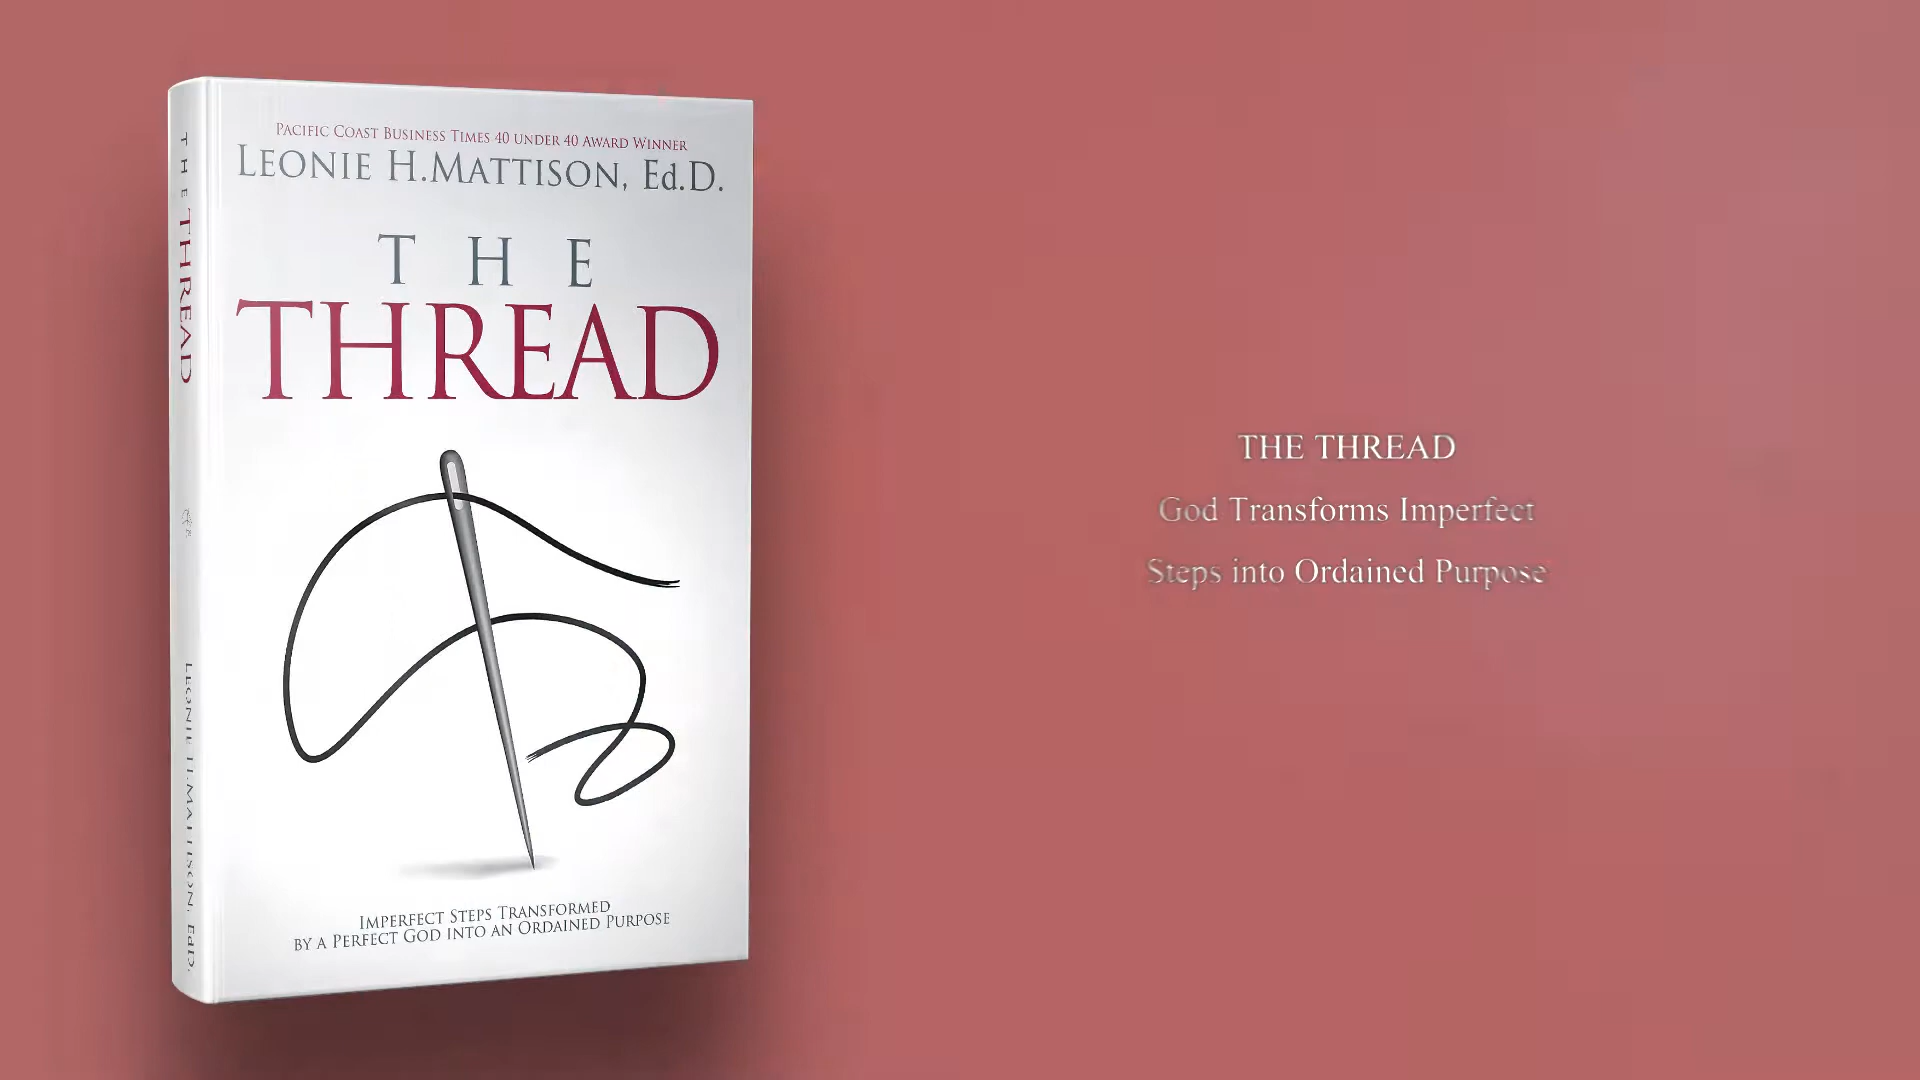 PACIFIC COAST BUSINESS TIMES 40 UNDER 40 AWARD WINNER
LEONIE H.MATTISON, Ed.D.
THE
THREAD
IMPERFECT STEPS TRANSFORMED
BY A PERFECT GOD INTO AN ORDAINED PURPOSE
THE THREAD
LEONIE H.MATTISON, EdD.
THE THREAD
God Transforms Imperfect
Steps into Ordained Purpose